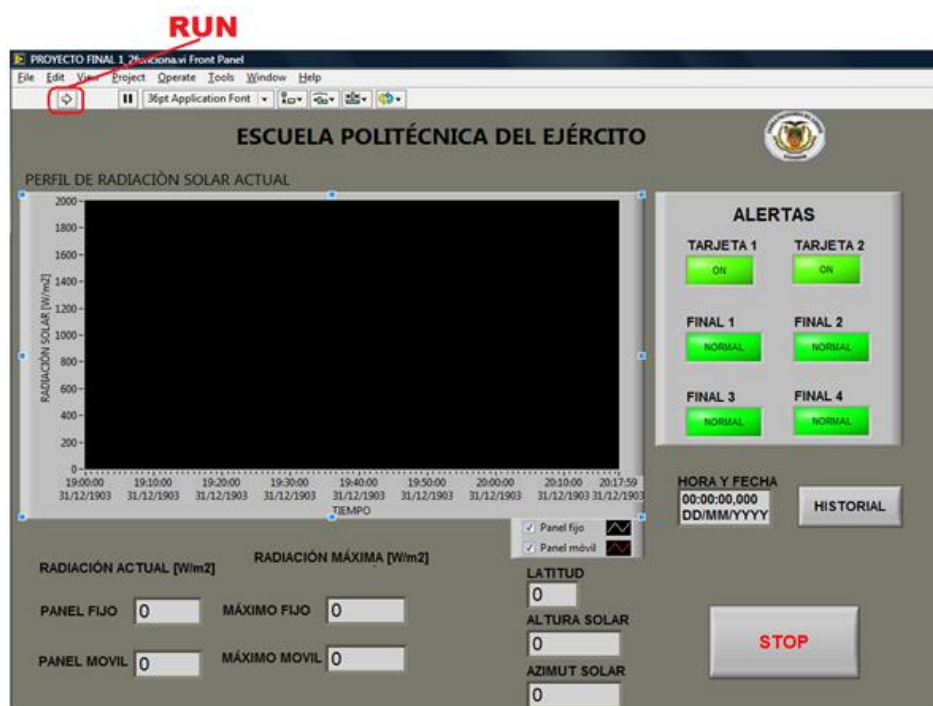 RUN
PROYECTO FINAL 1_2funciona.vi Front Panel
File Edit View Project Operate Tools Window Help
36pt Application Font
ESCUELA POLITÉCNICA DEL EJÉRCITO
PERFIL DE RADIACIÒN SOLAR ACTUAL
RADIACIÒN SOLAR [W/m2]
2000
1800
1600
1400
1200
1000
800
600
400
200
0
19:00:00 19:10:00 19:20:00 19:30:00 19:40:00 19:50:00 20:00:00 20:10:00 20:17:59
31/12/1903 31/12/1903 31/12/1903 31/12/1903 31/12/1903 31/12/1903 31/12/1903 31/12/1903 31/12/1903
TIEMPO
Panel fijo
Panel móvil
ALERTAS
TARJETA 1 TARJETA 2
ON ON
FINAL 1 FINAL 2
NORMAL NORMAL
FINAL 3 FINAL 4
NORMAL NORMAL
HORA Y FECHA
00:00:00,000
DD/MM/YYYY
HISTORIAL
RADIACIÓN ACTUAL [W/m2]
PANEL FIJO 0
PANEL MOVIL 0
RADIACIÓN MÁXIMA [W/m2]
MÁXIMO FIJO 0
MÁXIMO MOVIL 0
LATITUD
0
ALTURA SOLAR
0
AZIMUT SOLAR
0
STOP